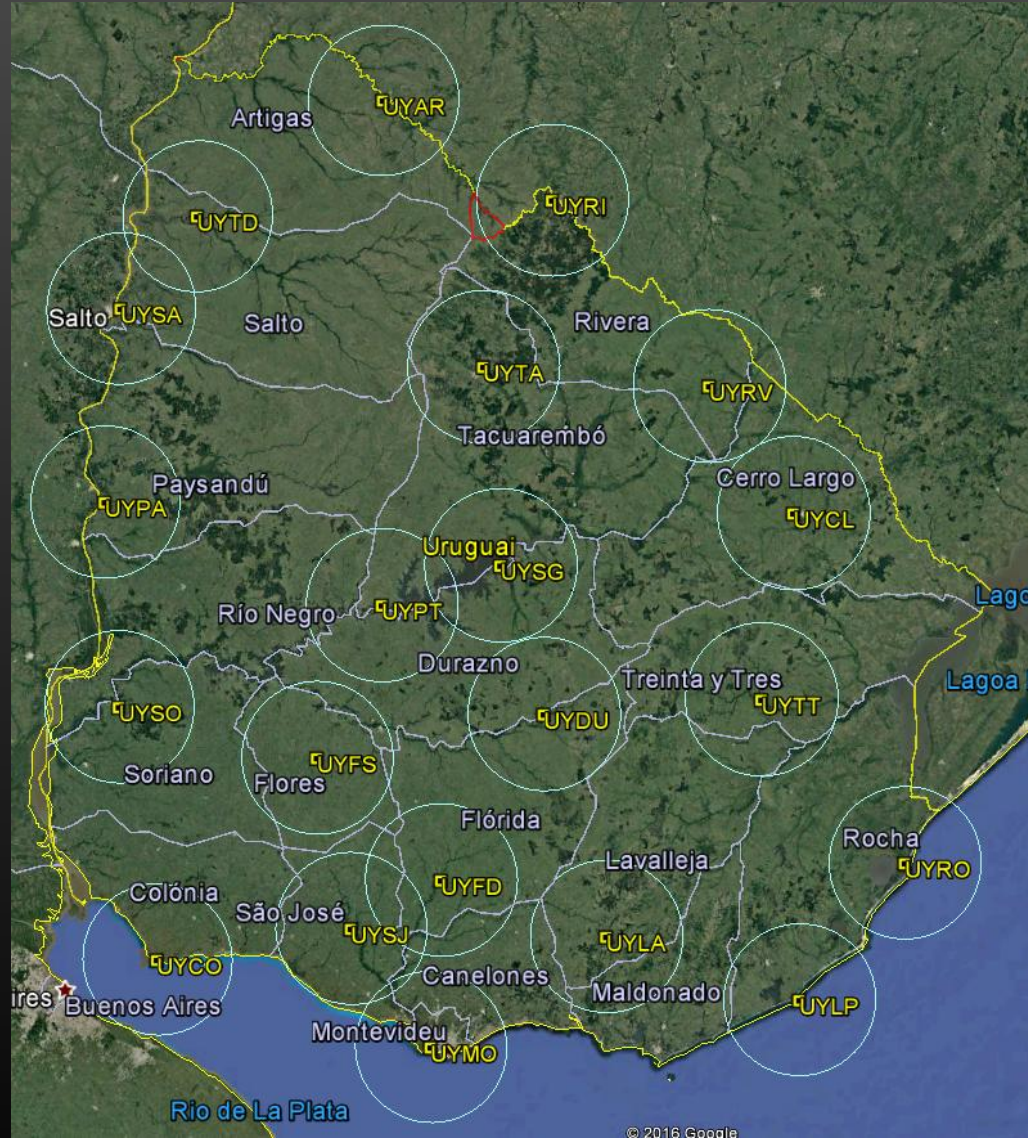 UYAR
Artigas
UYRI
UYTD
UYSA
Salto
Salto
Rivera
UYTA
UYRV
Tacuarembó
Cerro Largo
Paysandú
UYPA
UYCL
Uruguai
UYSG
Lago
Río Negro
UYPT
Durazno
Treinta y Tres
Lagoa
UYSO
UYDU
UYTT
UYFS
Soriano
Flores
Flórida
Rocha
Lavalleja
UYRO
Colónia
UYFD
São José
UYSJ
UYLA
UYCO
Canelones
Maldonado
ires
Buenos Aires
UYLP
Montevideu
UYMO
Rio de La Plata
© 2016 Google